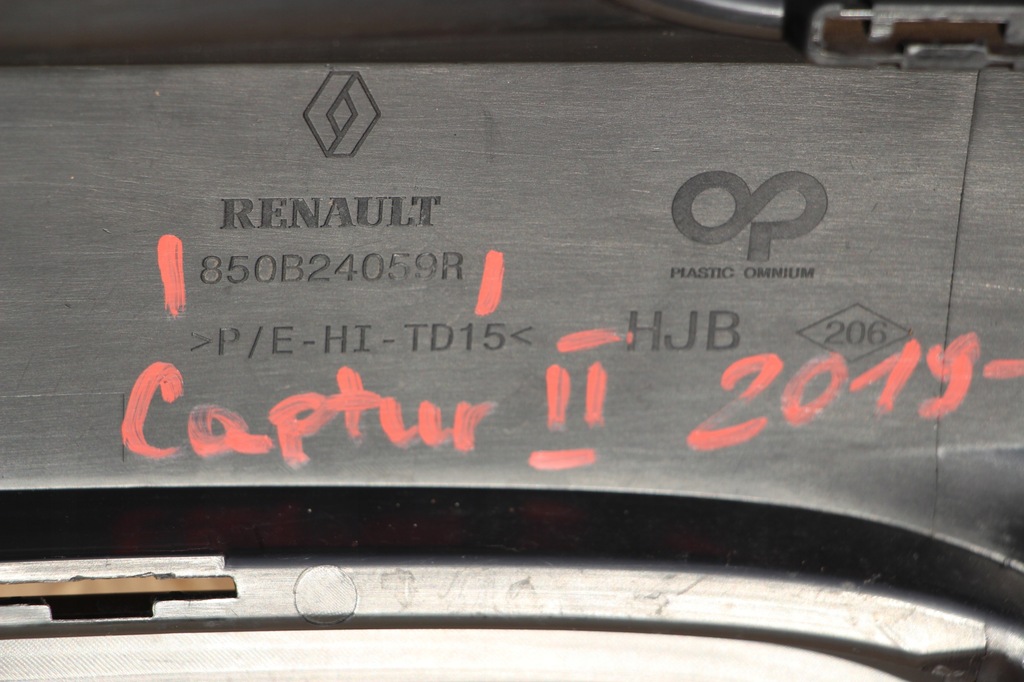 RENAULT
850B24059R
PLASTIC OMNIUM
>P/E-HI-TD15<
HJB
206
Captur II 2019-